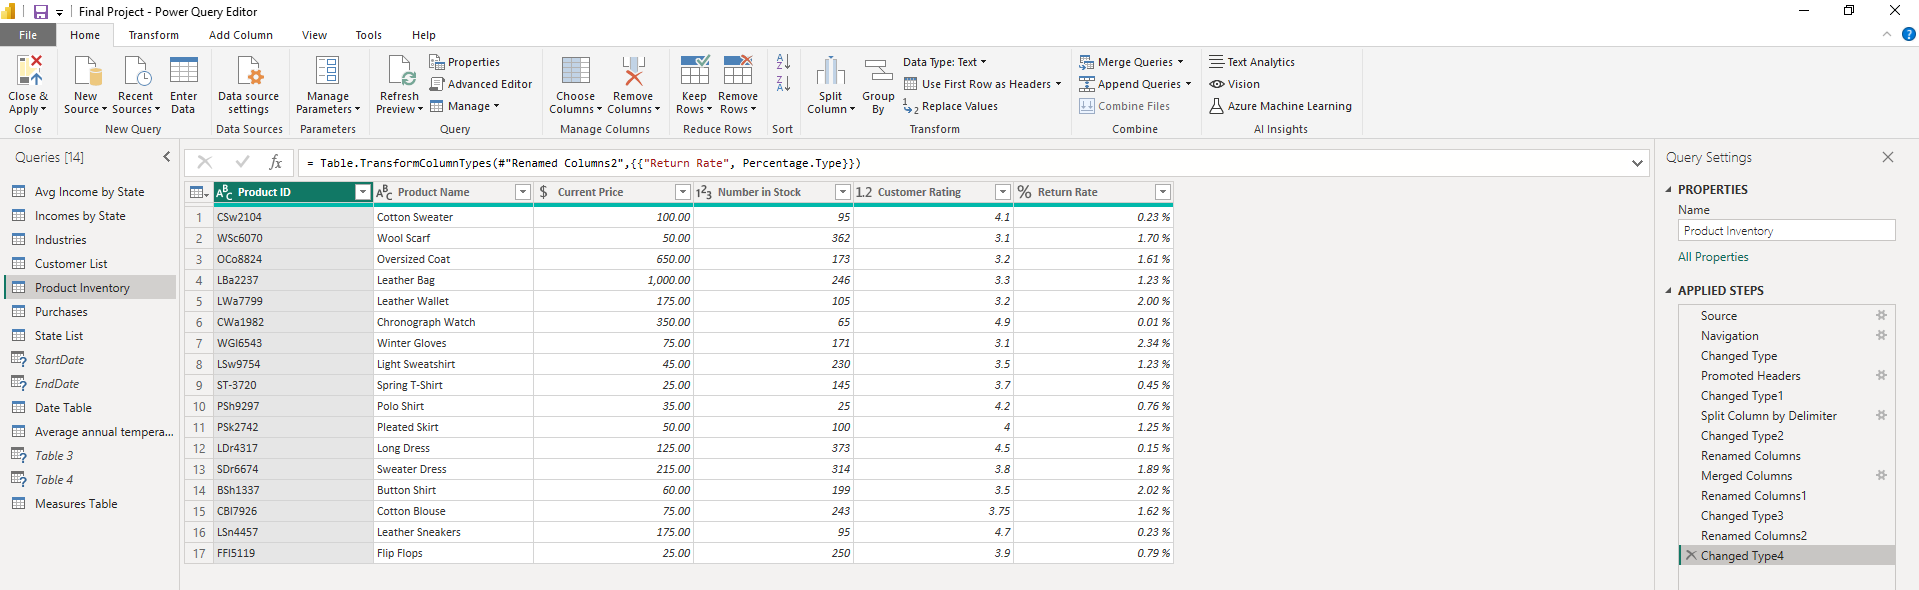 Final Project - Power Query Editor
File Home Transform Add Column View Tools Help
Close & Apply
Close
New Source
Recent Sources
Enter Data
New Query
Data source settings
Data Sources
Manage Parameters
Parameters
Refresh Preview
Properties
Advanced Editor
Manage
Query
Choose Columns
Remove Columns
Manage Columns
Keep Rows
Remove Rows
Reduce Rows
A Z
Z A
Sort
Split Column
Group By
Data Type: Text
Use First Row as Headers
1 2 Replace Values
Transform
Merge Queries
Append Queries
Combine Files
Combine
Text Analytics
Vision
Azure Machine Learning
AI Insights
?
Queries [14]
Avg Income by State
Incomes by State
Industries
Customer List
Product Inventory
Purchases
State List
StartDate
EndDate
Date Table
Average annual tempera...
Table 3
Table 4
Measures Table
fx = Table.TransformColumnTypes(#"Renamed Columns2",{{"Return Rate", Percentage.Type}})
ABC Product ID ABC Product Name $ Current Price 123 Number in Stock 1.2 Customer Rating % Return Rate
1 CSw2104 Cotton Sweater 100.00 95 4.1 0.23 %
2 WSc6070 Wool Scarf 50.00 362 3.1 1.70 %
3 OCo8824 Oversized Coat 650.00 173 3.2 1.61 %
4 LBa2237 Leather Bag 1,000.00 246 3.3 1.23 %
5 LWa7799 Leather Wallet 175.00 105 3.2 2.00 %
6 CWa1982 Chronograph Watch 350.00 65 4.9 0.01 %
7 WGl6543 Winter Gloves 75.00 171 3.1 2.34 %
8 LSw9754 Light Sweatshirt 45.00 230 3.5 1.23 %
9 ST-3720 Spring T-Shirt 25.00 145 3.7 0.45 %
10 PSh9297 Polo Shirt 35.00 25 4.2 0.76 %
11 PSk2742 Pleated Skirt 50.00 100 4 1.25 %
12 LDr4317 Long Dress 125.00 373 4.5 0.15 %
13 SDr6674 Sweater Dress 215.00 314 3.8 1.89 %
14 BSh1337 Button Shirt 60.00 199 3.5 2.02 %
15 CBl7926 Cotton Blouse 75.00 243 3.75 1.62 %
16 LSn4457 Leather Sneakers 175.00 95 4.7 0.23 %
17 FFl5119 Flip Flops 25.00 250 3.9 0.79 %
Query Settings
PROPERTIES
Name
Product Inventory
All Properties
APPLIED STEPS
Source
Navigation
Changed Type
Promoted Headers
Changed Type1
Split Column by Delimiter
Changed Type2
Renamed Columns
Merged Columns
Renamed Columns1
Changed Type3
Renamed Columns2
Changed Type4